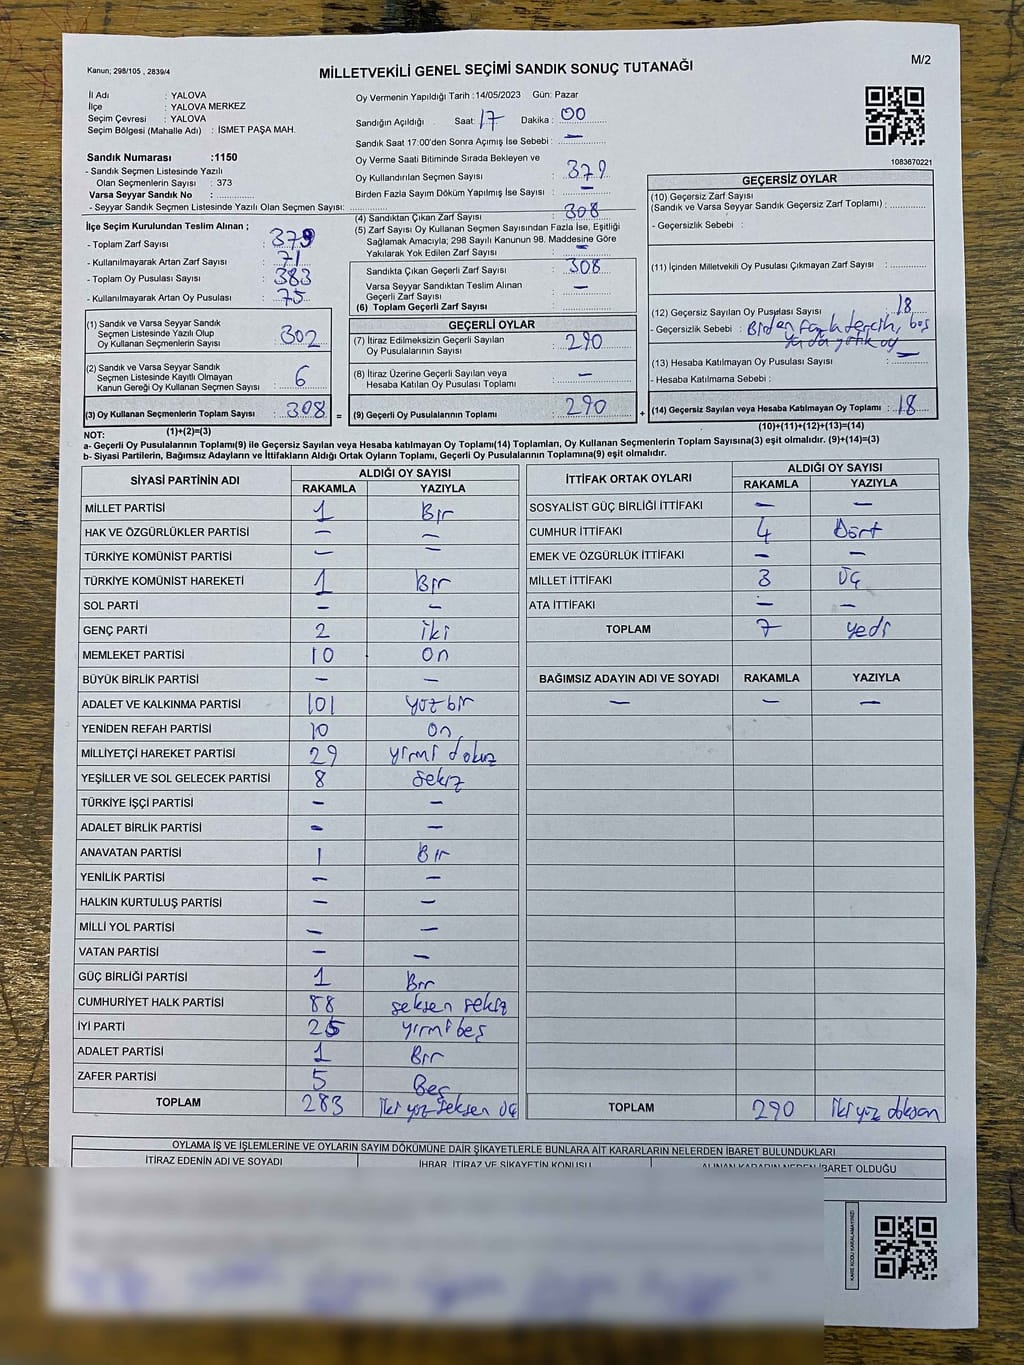 Kanun; 298/105 , 2839/4
M/2
MİLLETVEKİLİ GENEL SEÇİMİ SANDIK SONUÇ TUTANAĞI
İl Adı : YALOVA
İlçe : YALOVA MERKEZ
Seçim Çevresi : YALOVA
Seçim Bölgesi (Mahalle Adı) : İSMET PAŞA MAH.
Sandık Numarası :1150
- Sandık Seçmen Listesinde Yazılı
Olan Seçmenlerin Sayısı : 373
Varsa Seyyar Sandık No :
- Seyyar Sandık Seçmen Listesinde Yazılı Olan Seçmen Sayısı:
Oy Vermenin Yapıldığı Tarih :14/05/2023 Gün: Pazar
Sandığın Açıldığı Saat: 17 Dakika : 00
Sandık Saat 17:00'den Sonra Açımış İse Sebebi : —
Oy Verme Saati Bitiminde Sırada Bekleyen ve
Oy Kullandırılan Seçmen Sayısı : 379
Birden Fazla Sayım Döküm Yapılmış İse Sayısı : —
1083670221
İlçe Seçim Kurulundan Teslim Alınan ;
- Toplam Zarf Sayısı : 379
- Kullanılmayarak Artan Zarf Sayısı : 71
- Toplam Oy Pusulası Sayısı : 383
- Kullanılmayarak Artan Oy Pusulası : 75
(1) Sandık ve Varsa Seyyar Sandık
Seçmen Listesinde Yazılı Olup
Oy Kullanan Seçmenlerin Sayısı : 302
(2) Sandık ve Varsa Seyyar Sandık
Seçmen Listesinde Kayıtlı Olmayan
Kanun Gereği Oy Kullanan Seçmen Sayısı : 6
(3) Oy Kullanan Seçmenlerin Toplam Sayısı : 308 =
(1)+(2)=(3)
(4) Sandıktan Çıkan Zarf Sayısı : 308
(5) Zarf Sayısı Oy Kullanan Seçmen Sayısından Fazla İse, Eşitliği
Sağlamak Amacıyla; 298 Sayılı Kanunun 98. Maddesine Göre
Yakılarak Yok Edilen Zarf Sayısı : —
Sandıkta Çıkan Geçerli Zarf Sayısı : 308
Varsa Seyyar Sandıktan Teslim Alınan
Geçerli Zarf Sayısı : —
(6) Toplam Geçerli Zarf Sayısı :
GEÇERLİ OYLAR
(7) İtiraz Edilmeksizin Geçerli Sayılan
Oy Pusulalarının Sayısı : 290
(8) İtiraz Üzerine Geçerli Sayılan veya
Hesaba Katılan Oy Pusulası Toplamı : —
(9) Geçerli Oy Pusulalarının Toplamı : 290 +
GEÇERSİZ OYLAR
(10) Geçersiz Zarf Sayısı
(Sandık ve Varsa Seyyar Sandık Geçersiz Zarf Toplamı) :
- Geçersizlik Sebebi :
(11) İçinden Milletvekili Oy Pusulası Çıkmayan Zarf Sayısı :
(12) Geçersiz Sayılan Oy Pusulası Sayısı : 18
- Geçersizlik Sebebi : Birden fazla tercih, boş
yada yırtık oy
(13) Hesaba Katılmayan Oy Pusulası Sayısı : —
- Hesaba Katılmama Sebebi :
(14) Geçersiz Sayılan veya Hesaba Katılmayan Oy Toplamı : 18
(10)+(11)+(12)+(13)=(14)
NOT:
a- Geçerli Oy Pusulalarının Toplamı(9) ile Geçersiz Sayılan veya Hesaba katılmayan Oy Toplamı(14) Toplamları, Oy Kullanan Seçmenlerin Toplam Sayısına(3) eşit olmalıdır. (9)+(14)=(3)
b- Siyasi Partilerin, Bağımsız Adayların ve İttifakların Aldığı Ortak Oyların Toplamı, Geçerli Oy Pusulalarının Toplamına(9) eşit olmalıdır.
SİYASİ PARTİNİN ADI ALDIĞI OY SAYISI
RAKAMLA YAZIYLA
MİLLET PARTİSİ 1 Bir
HAK VE ÖZGÜRLÜKLER PARTİSİ — —
TÜRKİYE KOMÜNİST PARTİSİ — —
TÜRKİYE KOMÜNİST HAREKETİ 1 Bir
SOL PARTİ — —
GENÇ PARTİ 2 iki
MEMLEKET PARTİSİ 10 on
BÜYÜK BİRLİK PARTİSİ — —
ADALET VE KALKINMA PARTİSİ 101 yüzbir
YENİDEN REFAH PARTİSİ 10 on
MİLLİYETÇİ HAREKET PARTİSİ 29 yirmi dokuz
YEŞİLLER VE SOL GELECEK PARTİSİ 8 sekiz
TÜRKİYE İŞÇİ PARTİSİ — —
ADALET BİRLİK PARTİSİ — —
ANAVATAN PARTİSİ 1 Bir
YENİLİK PARTİSİ — —
HALKIN KURTULUŞ PARTİSİ — —
MİLLİ YOL PARTİSİ — —
VATAN PARTİSİ — —
GÜÇ BİRLİĞİ PARTİSİ 1 Bir
CUMHURİYET HALK PARTİSİ 88 seksen sekiz
İYİ PARTİ 25 yirmi beş
ADALET PARTİSİ 1 Bir
ZAFER PARTİSİ 5 Beş
TOPLAM 283 iki yüz seksen üç
İTTİFAK ORTAK OYLARI ALDIĞI OY SAYISI
RAKAMLA YAZIYLA
SOSYALİST GÜÇ BİRLİĞİ İTTİFAKI — —
CUMHUR İTTİFAKI 4 Dört
EMEK VE ÖZGÜRLÜK İTTİFAKI — —
MİLLET İTTİFAKI 3 üç
ATA İTTİFAKI — —
TOPLAM 7 yedi
BAĞIMSIZ ADAYIN ADI VE SOYADI RAKAMLA YAZIYLA
— — —
TOPLAM 290 iki yüz doksan
OYLAMA İŞ VE İŞLEMLERİNE VE OYLARIN SAYIM DÖKÜMÜNE DAİR ŞİKAYETLERLE BUNLARA AİT KARARLARIN NELERDEN İBARET BULUNDUKLARI
İTİRAZ EDENİN ADI VE SOYADI İHBAR, İTİRAZ VE ŞİKAYETİN KONUSU ALINAN KARARIN NEDEN İBARET OLDUĞU
KARE KODU KARALAMAYINIZ!